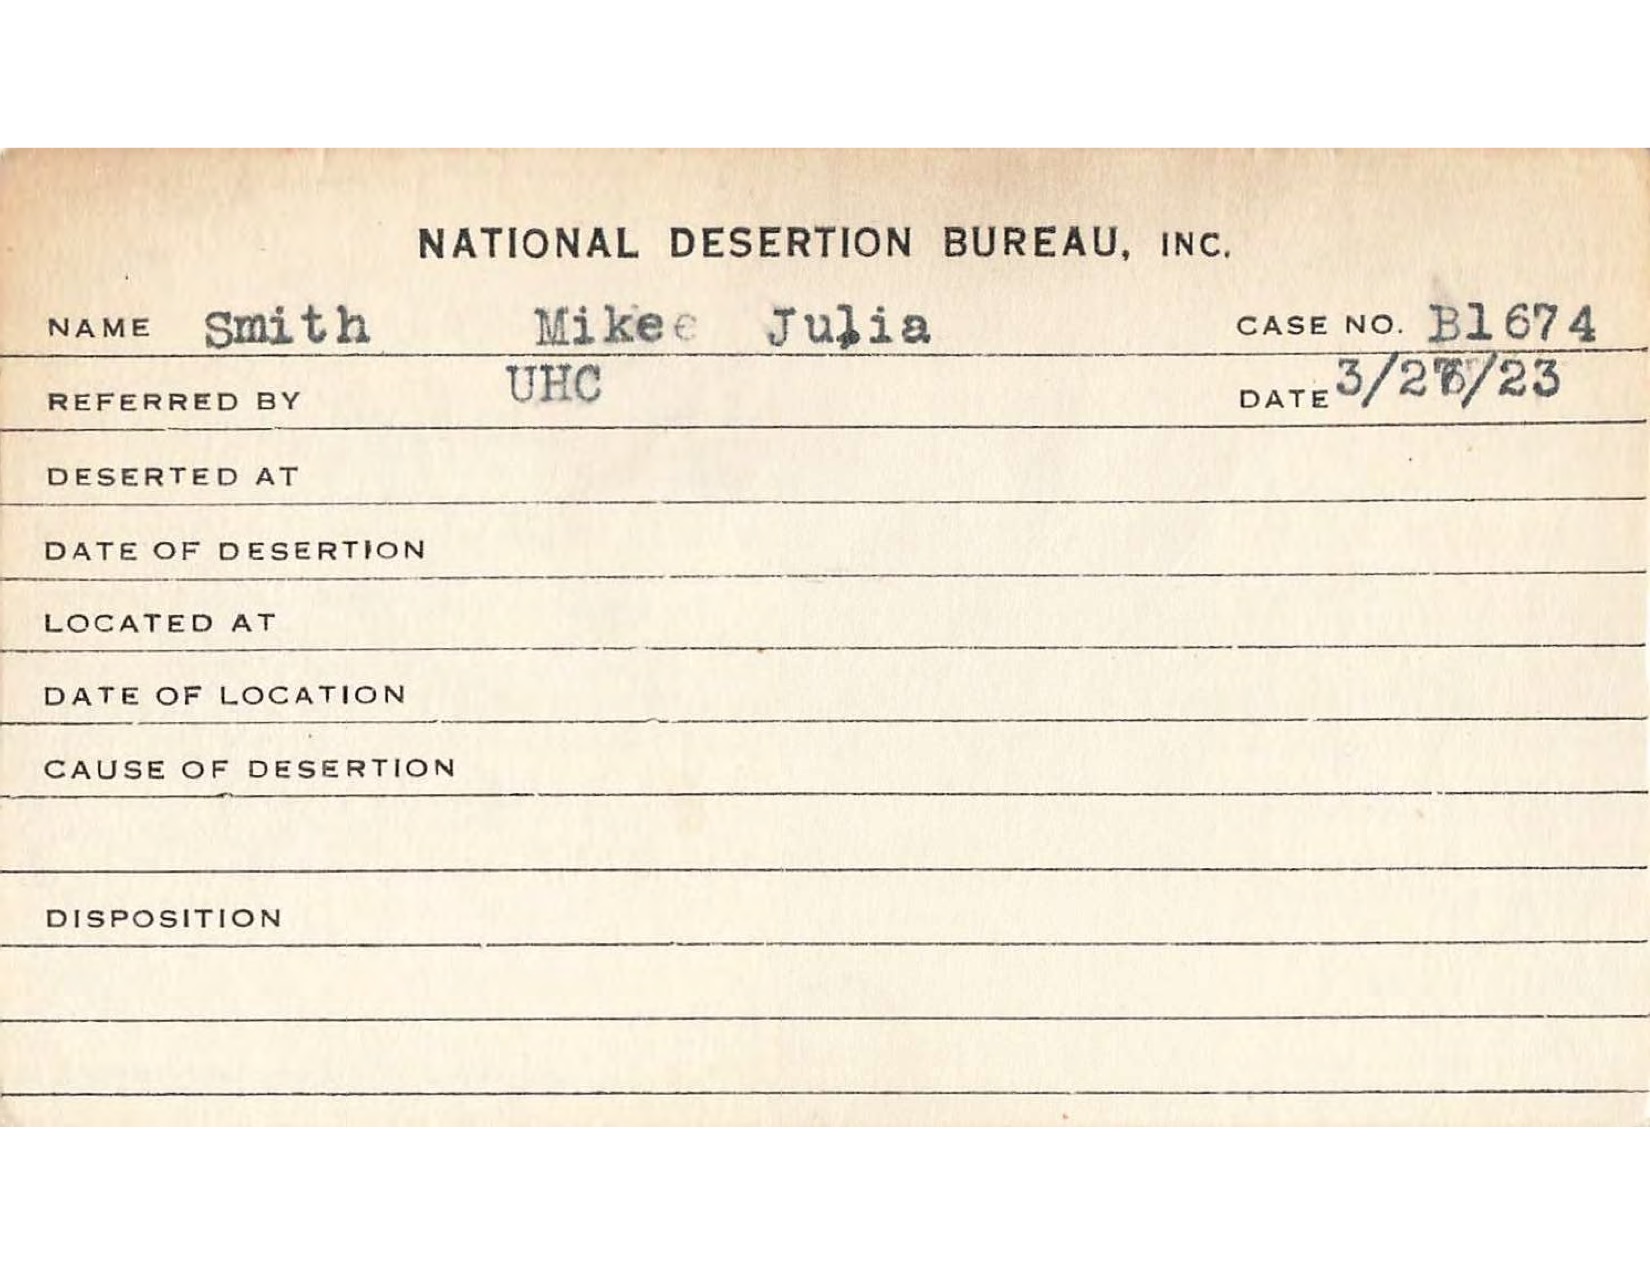 NATIONAL DESERTION BUREAU, INC.
NAME Smith Mike Julia CASE NO. B1674
REFERRED BY UHC DATE
DESERTED AT
DATE OF DESERTION
LOCATED AT
DATE OF LOCATION
CAUSE OF DESERTION
DISPOSITION